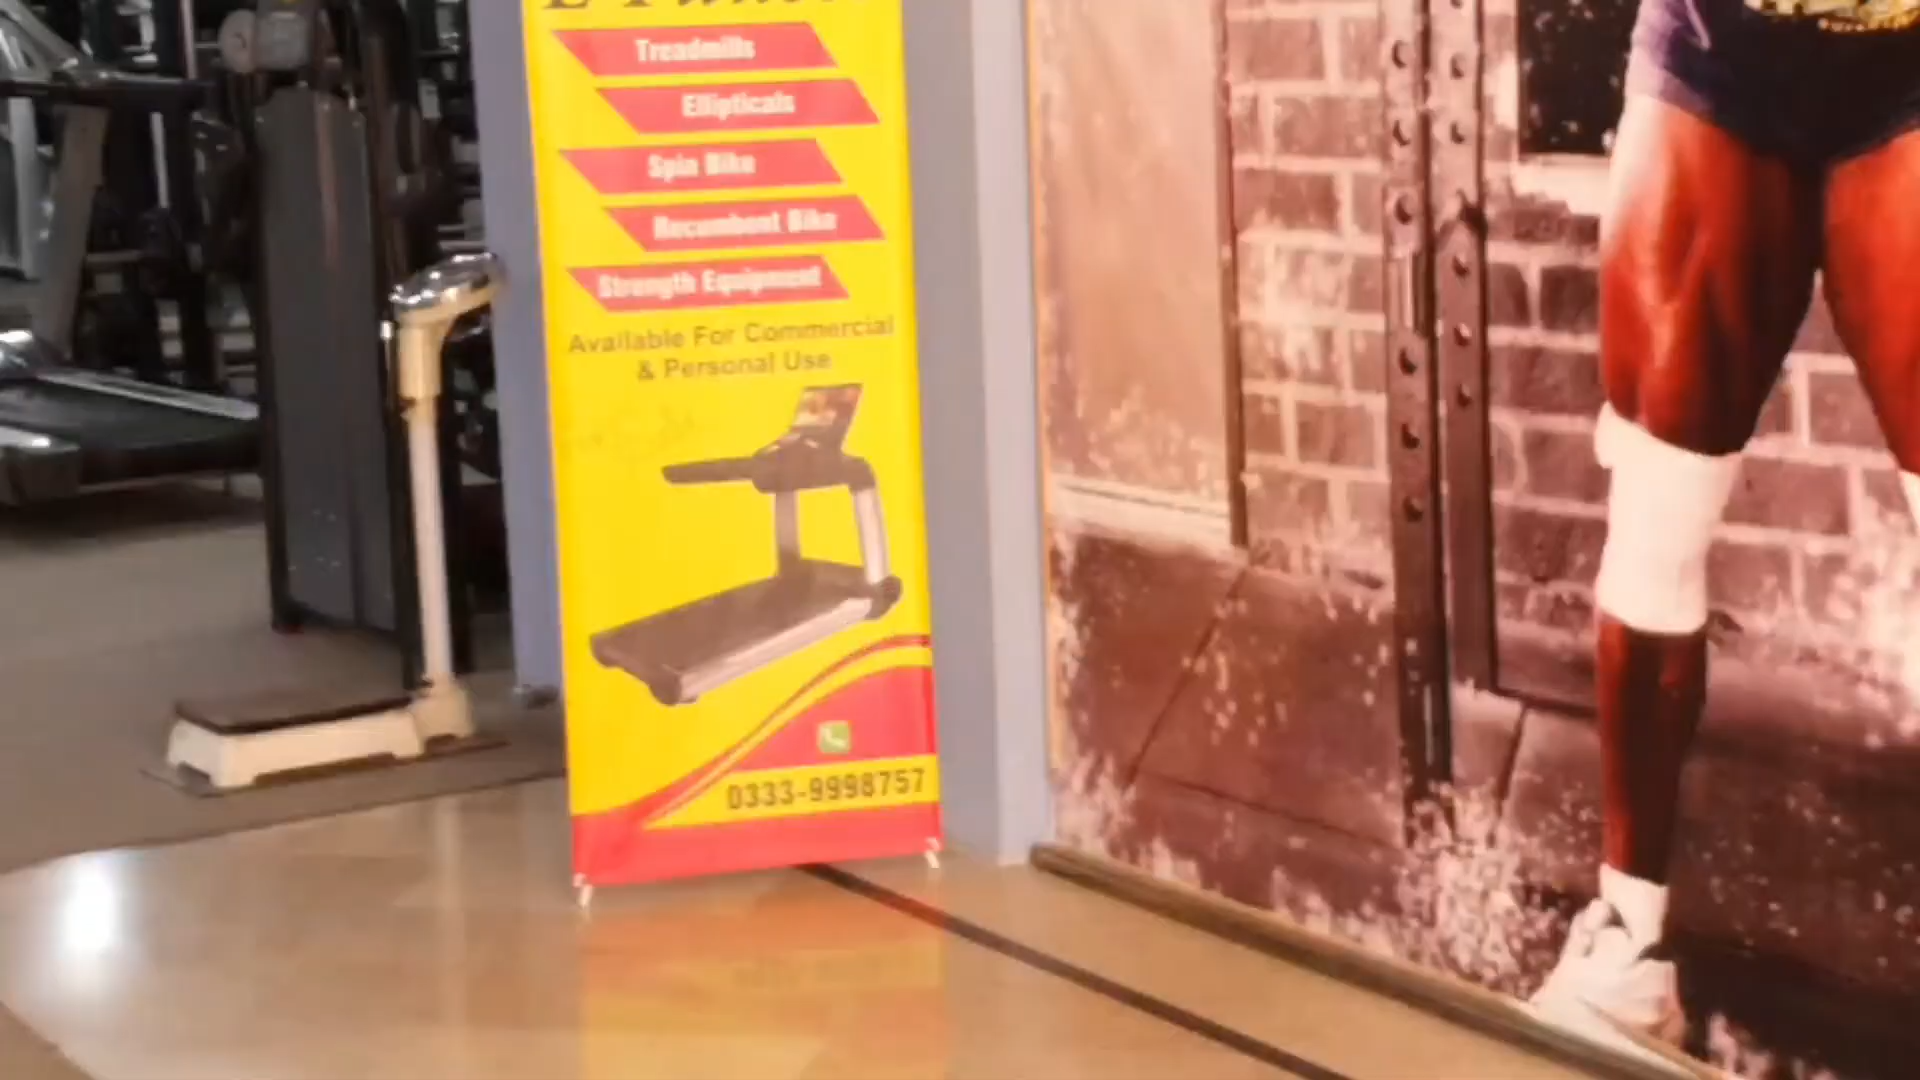 Treadmills
Ellipticals
Spin Bike
Recumbent Bike
Strength Equipment
Available For Commercial
& Personal Use
0333-9998757